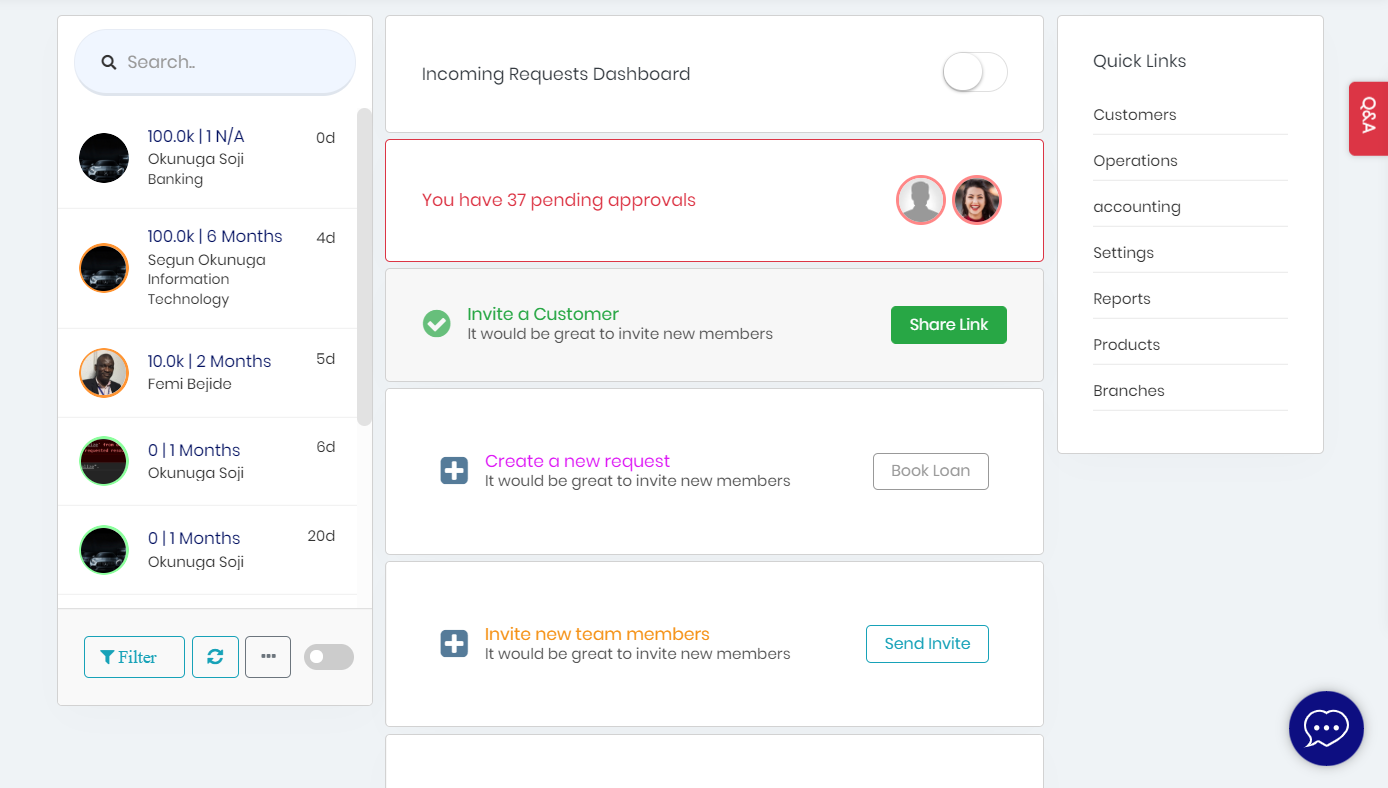 Search..
100.0k | 1 N/A
0d
Okunuga Soji
Banking
100.0k | 6 Months
4d
Segun Okunuga
Information
Technology
10.0k | 2 Months
5d
Femi Bejide
0 | 1 Months
6d
Okunuga Soji
0 | 1 Months
20d
Okunuga Soji
Filter
Incoming Requests Dashboard
You have 37 pending approvals
Invite a Customer
It would be great to invite new members
Share Link
Create a new request
It would be great to invite new members
Book Loan
Invite new team members
It would be great to invite new members
Send Invite
Quick Links
Customers
Operations
accounting
Settings
Reports
Products
Branches
Q&A